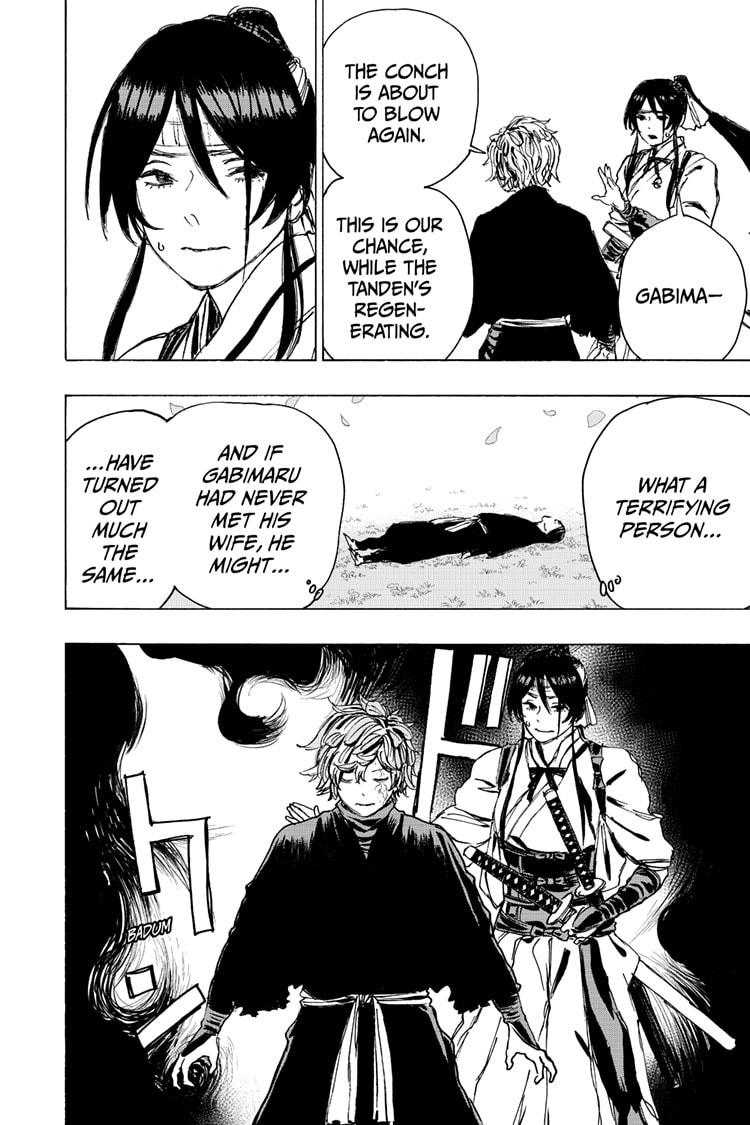 GABIMA—
THE CONCH
IS ABOUT
TO BLOW
AGAIN.
THIS IS OUR
CHANCE,
WHILE THE
TANDEN'S
REGEN-
ERATING.
WHAT A
TERRIFYING
PERSON...
AND IF
GABIMARU
HAD NEVER
MET HIS
WIFE, HE
MIGHT...
...HAVE
TURNED
OUT
MUCH
THE
SAME...
ドクン
BADUM